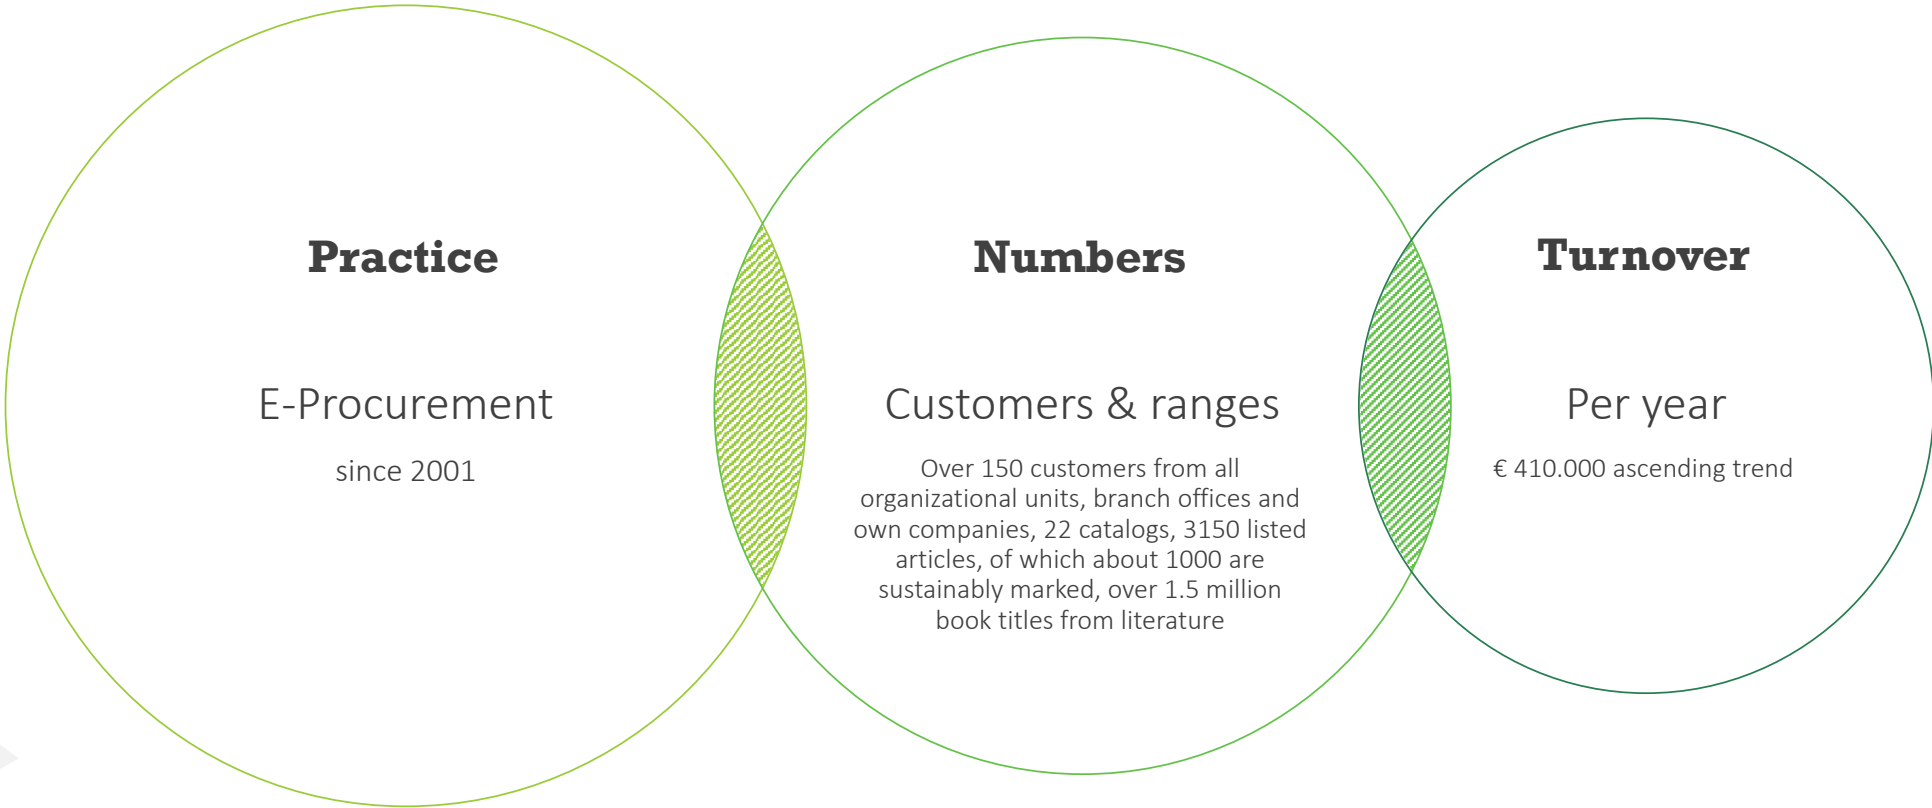 Practice
E-Procurement
since 2001
Numbers
Customers & ranges
Over 150 customers from all
organizational units, branch offices and
own companies, 22 catalogs, 3150 listed
articles, of which about 1000 are
sustainably marked, over 1.5 million
book titles from literature
Turnover
Per year
€ 410.000 ascending trend